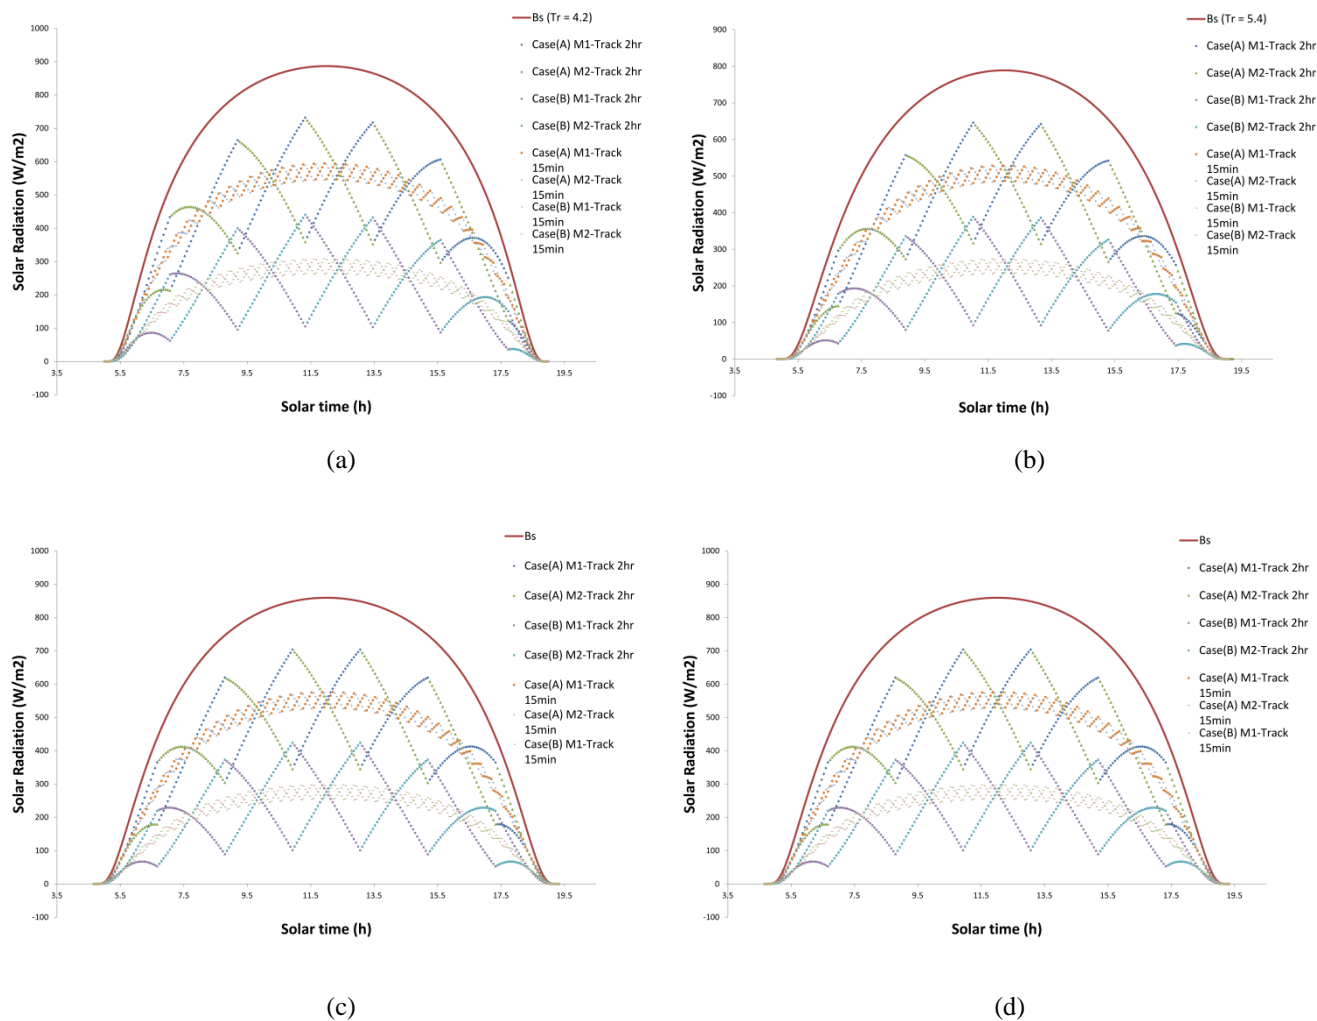 Bs (Tr = 4.2)
Case(A) M1-Track 2hr
Case(A) M2-Track 2hr
Case(B) M1-Track 2hr
Case(B) M2-Track 2hr
Case(A) M1-Track
15min
Case(A) M2-Track
15min
Case(B) M1-Track
15min
Case(B) M2-Track
15min
1000
900
800
700
600
500
400
300
200
100
0
-100
3.5 5.5 7.5 9.5 11.5 13.5 15.5 17.5 19.5
Solar Radiation (W/m2)
Solar time (h)
(a)
Bs (Tr = 5.4)
Case(A) M1-Track 2hr
Case(A) M2-Track 2hr
Case(B) M1-Track 2hr
Case(B) M2-Track 2hr
Case(A) M1-Track
15min
Case(A) M2-Track
15min
Case(B) M1-Track
15min
Case(B) M2-Track
15min
900
800
700
600
500
400
300
200
100
0
-100
3.5 5.5 7.5 9.5 11.5 13.5 15.5 17.5 19.5
Solar Radiation (W/m2)
Solar time (h)
(b)
Bs
Case(A) M1-Track 2hr
Case(A) M2-Track 2hr
Case(B) M1-Track 2hr
Case(B) M2-Track 2hr
Case(A) M1-Track
15min
Case(A) M2-Track
15min
Case(B) M1-Track
15min
1000
900
800
700
600
500
400
300
200
100
0
-100
3.5 5.5 7.5 9.5 11.5 13.5 15.5 17.5 19.5
Solar Radiation (W/m2)
Solar time (h)
(c)
Bs
Case(A) M1-Track 2hr
Case(A) M2-Track 2hr
Case(B) M1-Track 2hr
Case(B) M2-Track 2hr
Case(A) M1-Track
15min
Case(A) M2-Track
15min
Case(B) M1-Track
15min
1000
900
800
700
600
500
400
300
200
100
0
-100
3.5 5.5 7.5 9.5 11.5 13.5 15.5 17.5 19.5
Solar Radiation (W/m2)
Solar time (h)
(d)